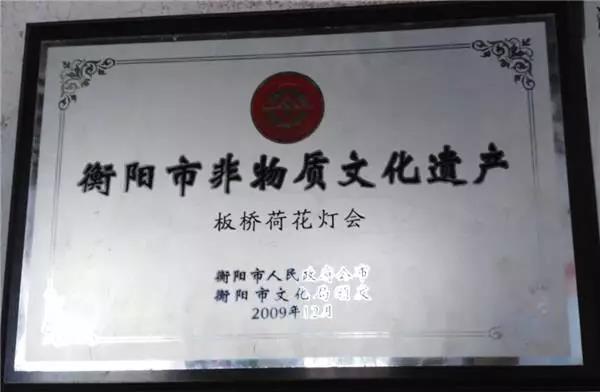 衡阳市非物质文化遗产
板桥荷花灯会
衡阳市人民政府公布
衡阳市文化局颁发
2009年12月